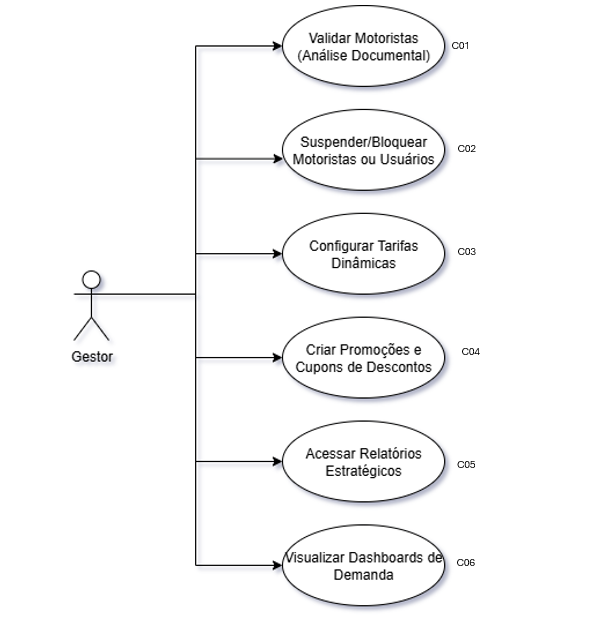 Validar Motoristas
(Análise Documental)
C01
Suspender/Bloquear
Motoristas ou Usuários
C02
Configurar Tarifas
Dinâmicas
C03
Gestor
Criar Promoções e
Cupons de Descontos
C04
Acessar Relatórios
Estratégicos
C05
Visualizar Dashboards de
Demanda
C06